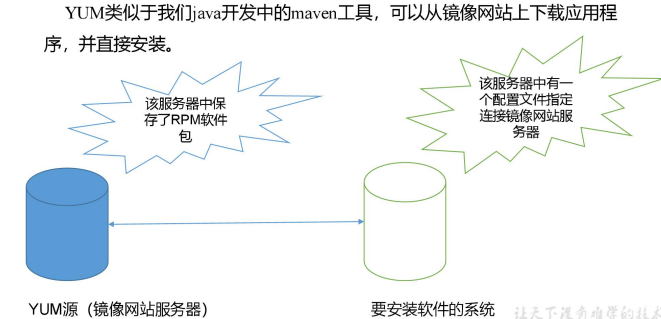 YUM类似于我们java开发中的maven工具，可以从镜像网站上下载应用程
序，并直接安装。
该服务器中保
存了RPM软件
包
该服务器中有一
个配置文件指定
连接镜像网站服
务器
YUM源（镜像网站服务器）
要安装软件的系统
让天下没有难学的技术